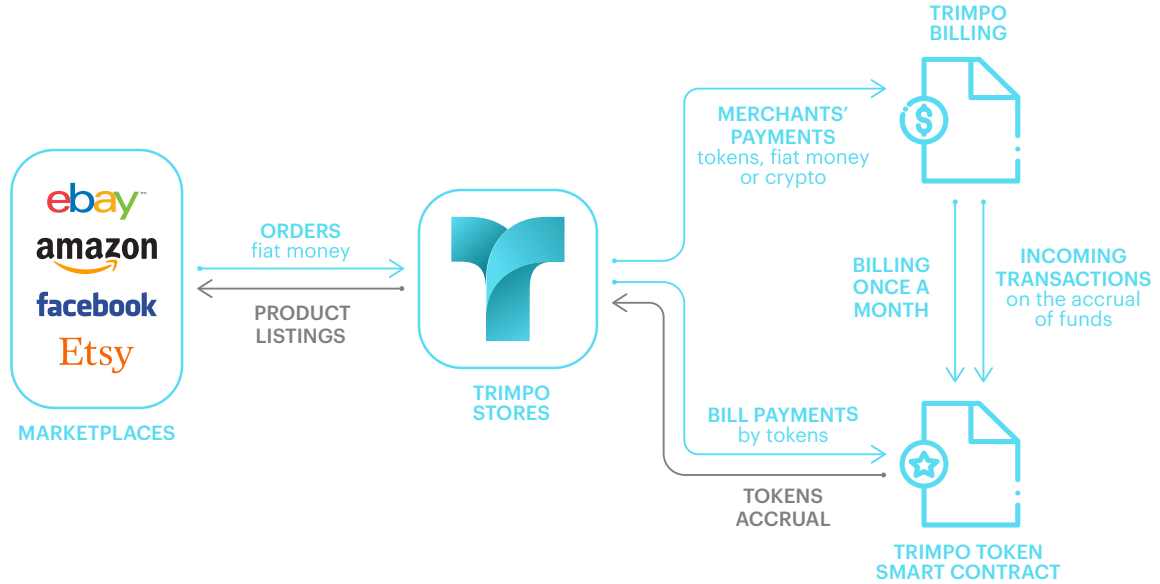 TRIMPO
BILLING
$
MERCHANTS’
PAYMENTS
tokens, fiat money
or crypto
ebay™
amazon
facebook
Etsy
MARKETPLACES
ORDERS
fiat money
PRODUCT
LISTINGS
TRIMPO
STORES
BILLING
ONCE A
MONTH
INCOMING
TRANSACTIONS
on the accrual
of funds
BILL PAYMENTS
by tokens
TOKENS
ACCRUAL
TRIMPO TOKEN
SMART CONTRACT